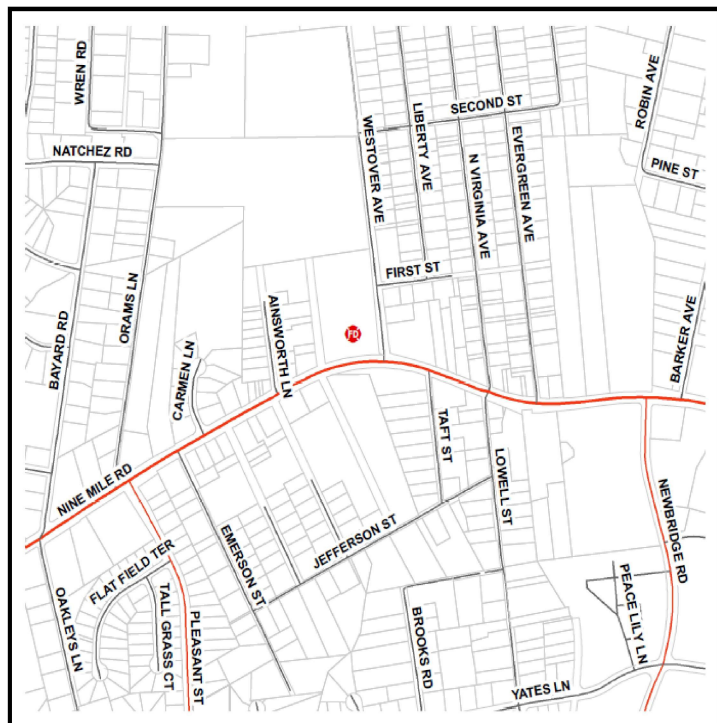 WREN RD
NATCHEZ RD
WESTOVER AVE
LIBERTY AVE
SECOND ST
N VIRGINIA AVE
EVERGREEN AVE
ROBIN AVE
PINE ST
FIRST ST
ORAMS LN
BAYARD RD
AINSWORTH LN
CARMEN LN
FD
BARKER AVE
NINE MILE RD
TAFT ST
LOWELL ST
NEWBRIDGE RD
EMERSON ST
JEFFERSON ST
FLAT FIELD TER
OAKLEYS LN
TALL GRASS CT
PLEASANT ST
BROOKS RD
PEACE LILY LN
YATES LN